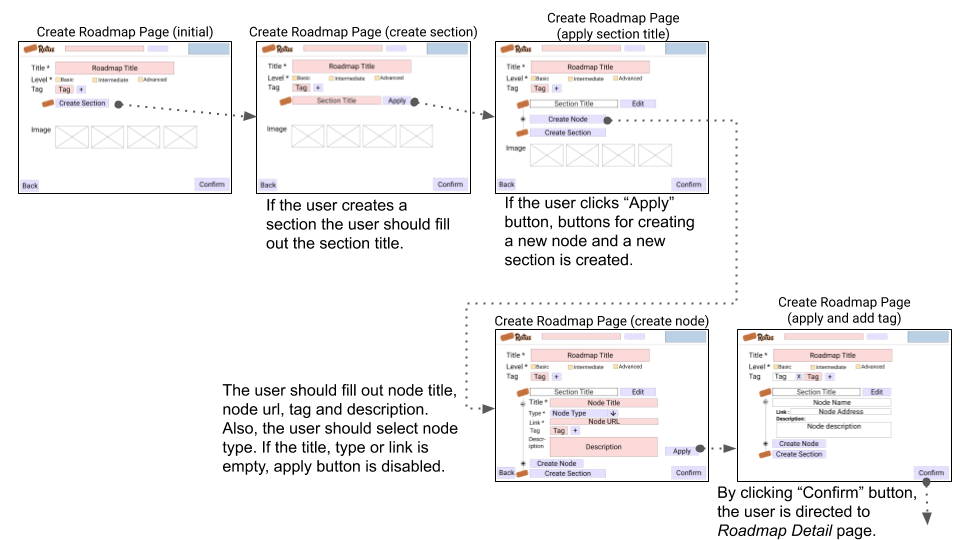 Create Roadmap Page (initial)
Rofus
Title *
Roadmap Title
Level *
Basic
Intermediate
Advanced
Tag
Tag
+
Create Section
Image
Back
Confirm
Create Roadmap Page (create section)
Title *
Roadmap Title
Level *
Basic
Intermediate
Advanced
Tag
Tag
+
Section Title
Apply
Image
Back
Confirm
If the user creates a
section the user should fill
out the section title.
Create Roadmap Page
(apply section title)
Title *
Roadmap Title
Level *
Basic
Intermediate
Advanced
Tag
Tag
+
Section Title
Edit
Create Node
Create Section
Image
Back
Confirm
If the user clicks “Apply”
button, buttons for creating
a new node and a new
section is created.
Create Roadmap Page (create node)
Title *
Roadmap Title
Level *
Basic
Intermediate
Advanced
Tag
Tag
+
Section Title
Edit
Title *
Node Title
Type *
Node Type
Link *
Node URL
Tag
Tag
+
Descr-
iption
Description
Apply
Create Node
Back
Create Section
Confirm
The user should fill out node title,
node url, tag and description.
Also, the user should select node
type. If the title, type or link is
empty, apply button is disabled.
Create Roadmap Page
(apply and add tag)
Title *
Roadmap Title
Level *
Basic
Intermediate
Advanced
Tag
Tag
x
Tag
+
Section Title
Edit
Node Name
Link :
Node Address
Description:
Node description
Create Node
Create Section
Confirm
By clicking “Confirm” button,
the user is directed to
Roadmap Detail page.